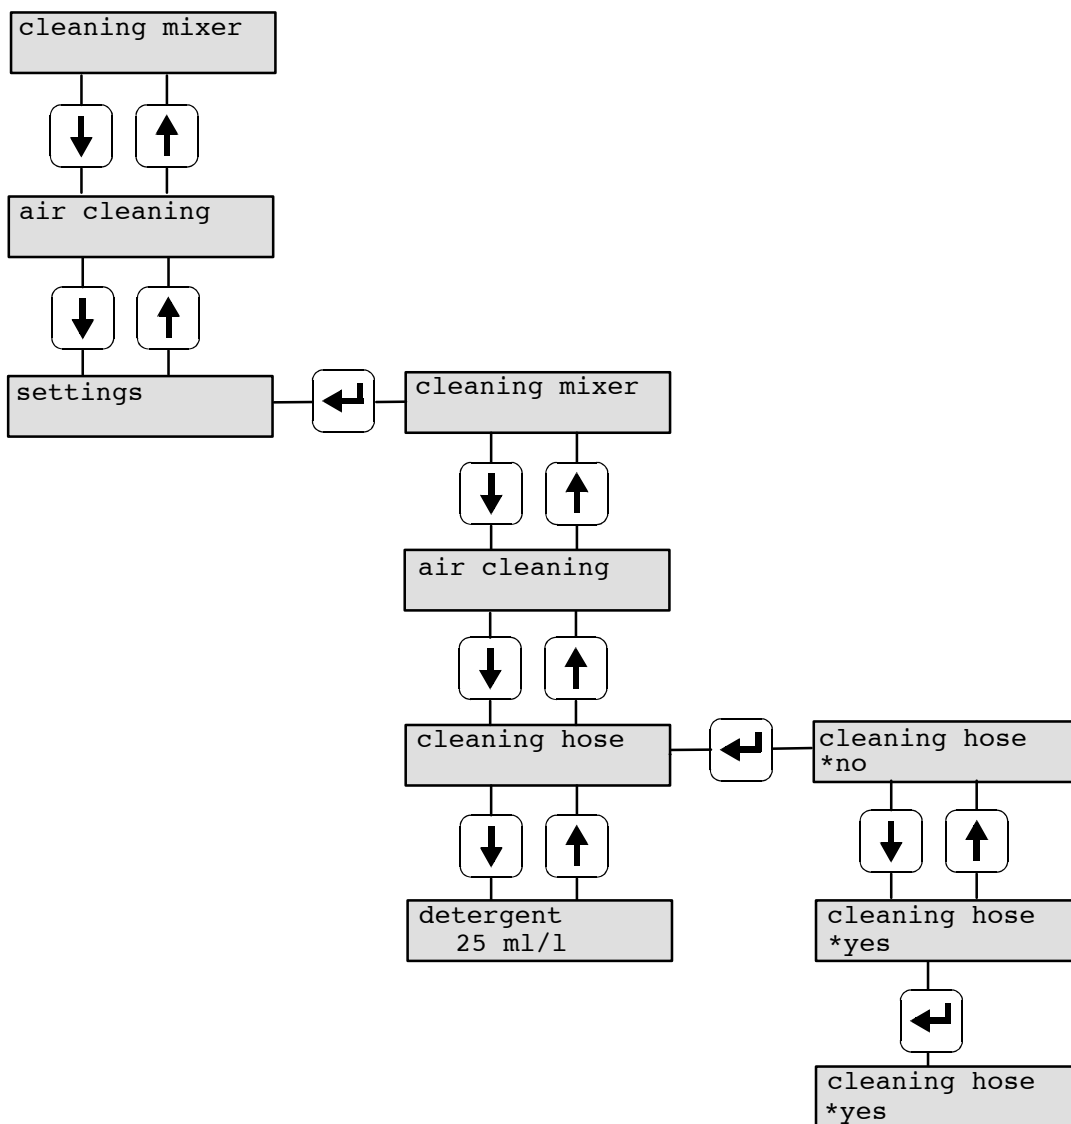 cleaning mixer
air cleaning
settings
cleaning mixer
air cleaning
cleaning hose
cleaning hose
*no
detergent
25 ml/l
cleaning hose
*yes
cleaning hose
*yes